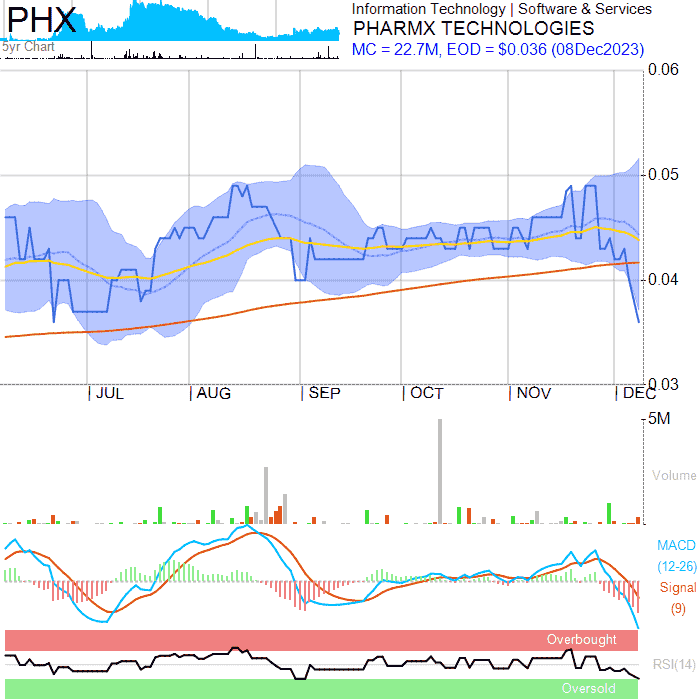 PHX
5yr Chart
Information Technology | Software & Services
PHARMX TECHNOLOGIES
MC = 22.7M, EOD = $0.036 (08Dec2023)
0.06
0.05
0.04
0.03
JUL
AUG
SEP
OCT
NOV
DEC
5M
Volume
MACD
(12-26)
Signal
(9)
Overbought
RSI(14)
Oversold